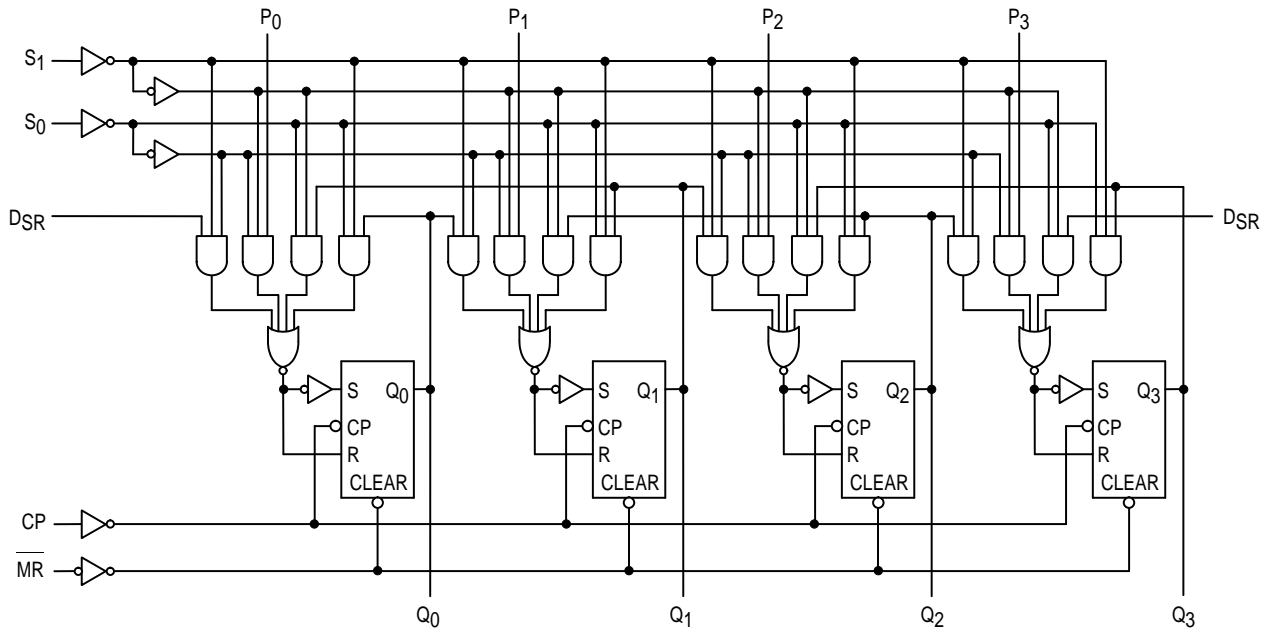 P0 P1 P2 P3
S1
S0
DSR DSR
S Q0 S Q1 S Q2 S Q3
CP CP CP CP
R R R R
CLEAR CLEAR CLEAR CLEAR
CP
M̅R̅
Q0 Q1 Q2 Q3